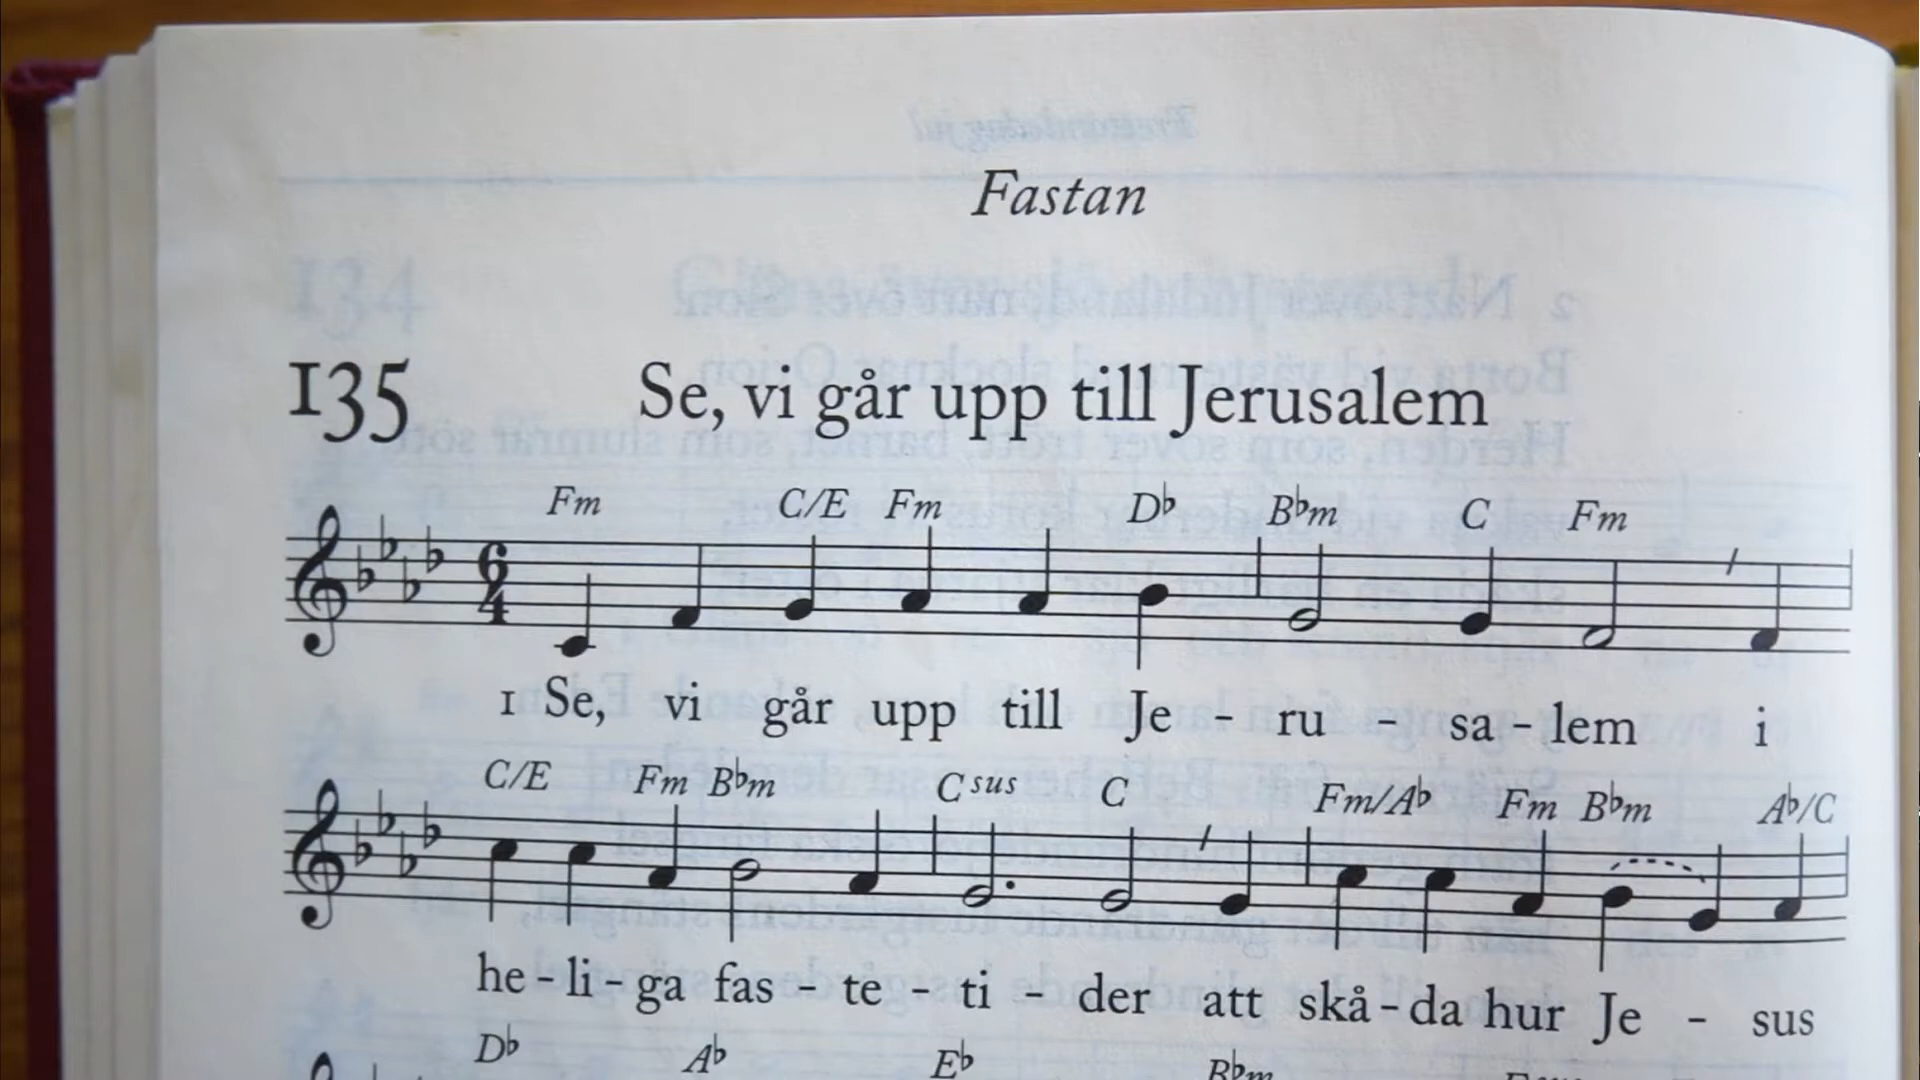 Fastan
135 Se, vi går upp till Jerusalem
Fm C/E Fm D♭ B♭m C Fm
6
4
1 Se, vi går upp till Je - ru - sa - lem i
C/E Fm B♭m Csus C Fm/A♭ Fm B♭m A♭/C
he - li - ga fas - te - ti - der att skå - da hur Je - sus
D♭ A♭ E♭ B♭m